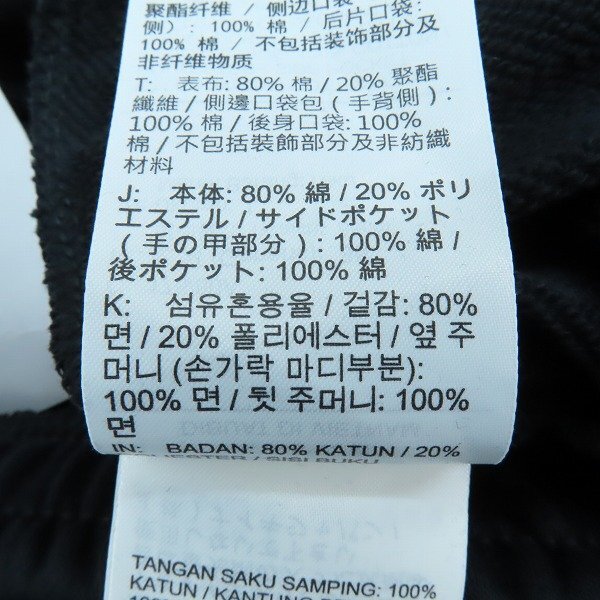 聚酯纤维 / 侧边口袋(
侧) : 100% 棉 / 后片口袋:
100% 棉 / 不包括装饰部分及
非纤维物质
T: 表布: 80% 棉 / 20% 聚酯
纖維 / 側邊口袋包 ( 手背側 ) :
100% 棉 / 後身口袋: 100%
棉 / 不包括裝飾部分及非紡織
材料
J: 本体: 80% 綿 / 20% ポリ
エステル / サイドポケット
( 手の甲部分 ) : 100% 綿 /
後ポケット: 100% 綿
K: 섬유혼용율 / 겉감: 80%
면 / 20% 폴리에스터 / 옆 주
머니 (손가락 마디부분):
100% 면 / 뒷 주머니: 100%
면
IN: BADAN: 80% KATUN / 20%
TANGAN SAKU SAMPING: 100%
KATUN / KANTUNG